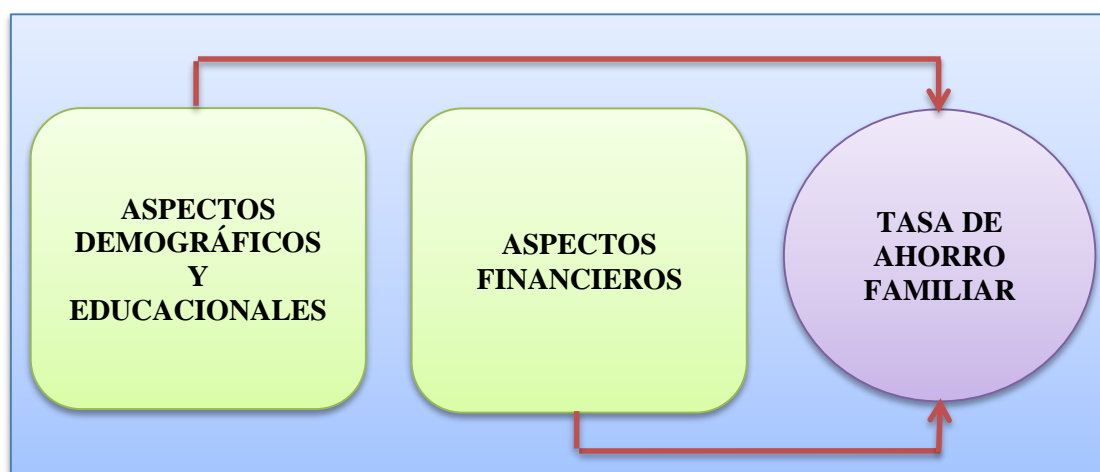 ASPECTOS
DEMOGRÁFICOS
Y
EDUCACIONALES
ASPECTOS
FINANCIEROS
TASA DE
AHORRO
FAMILIAR